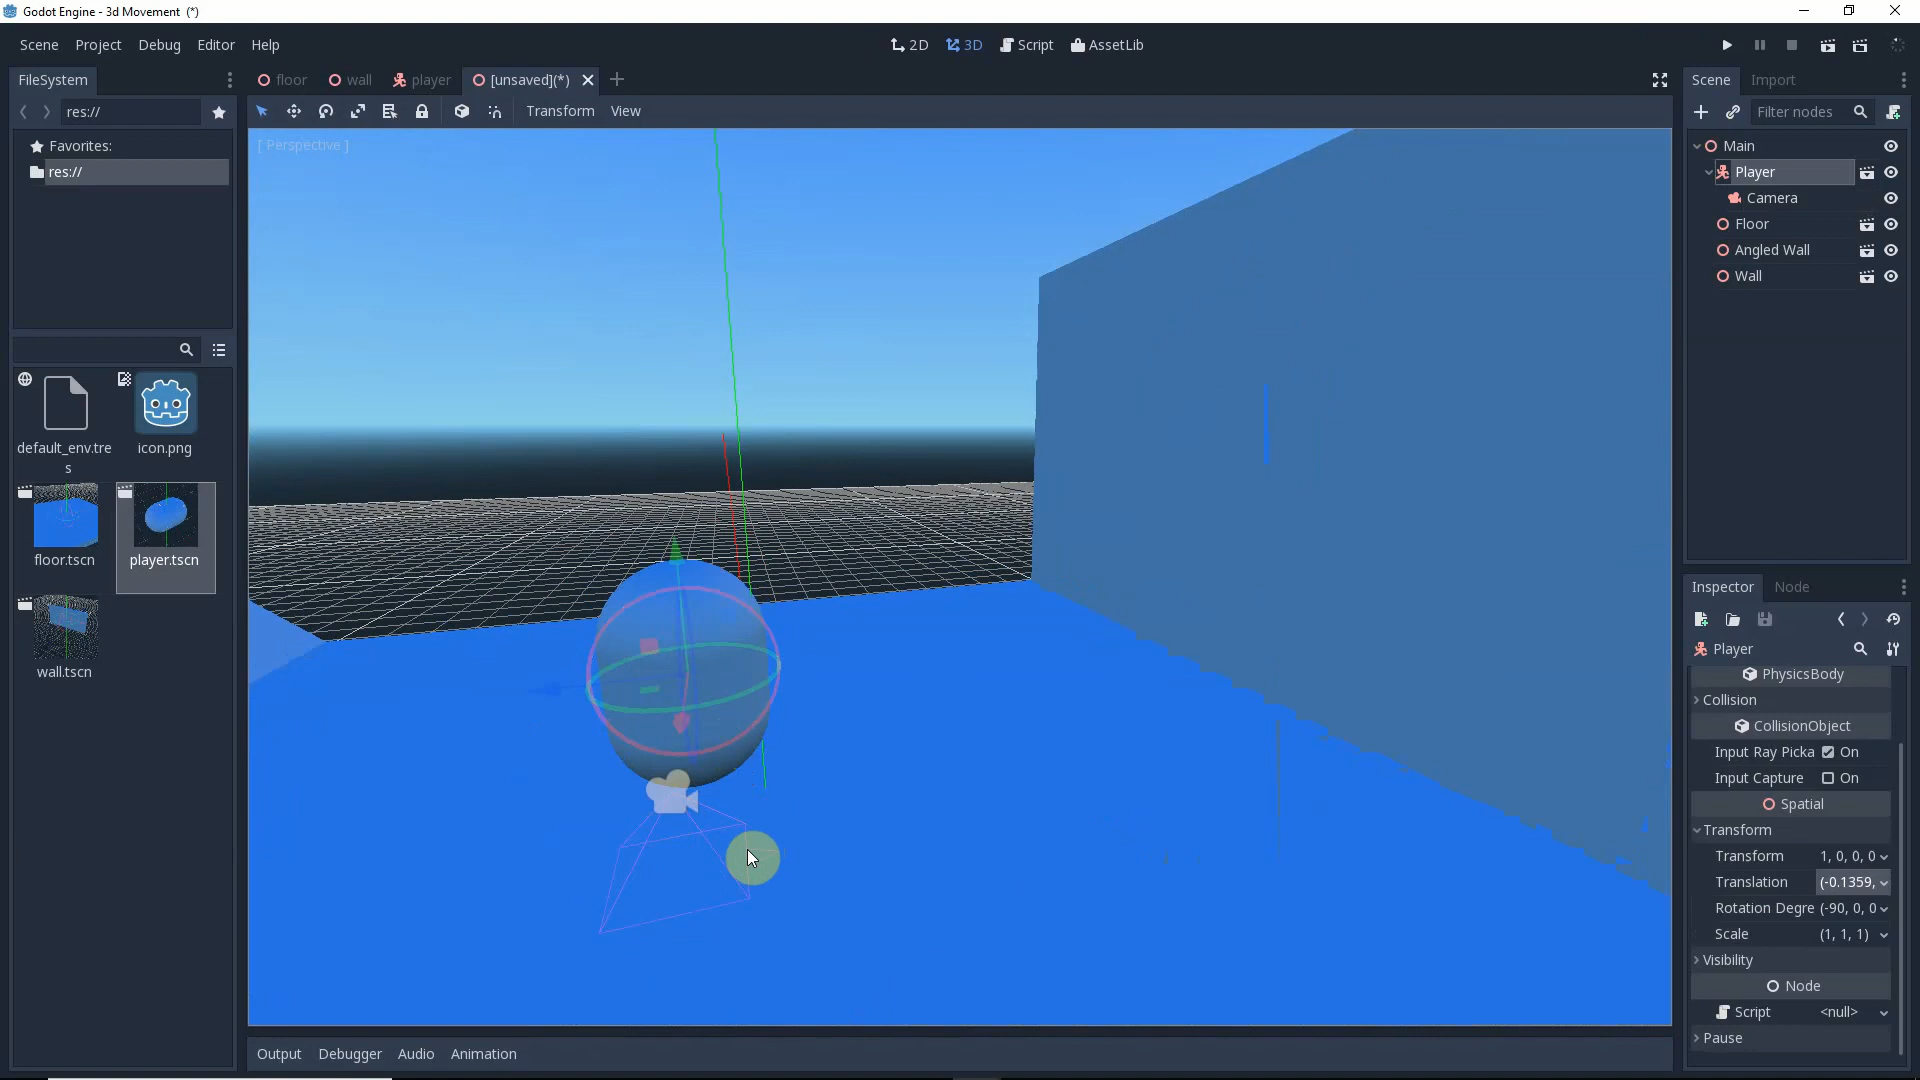 Godot Engine - 3d Movement (*)
Scene Project Debug Editor Help
2D 3D Script AssetLib
FileSystem
floor wall player [unsaved](*)
Scene Import
res://
Transform View
Filter nodes
Favorites:
res://
[ Perspective ]
Main
Player
Camera
Floor
Angled Wall
Wall
default_env.tre
s
icon.png
floor.tscn
player.tscn
wall.tscn
Inspector Node
Player
PhysicsBody
Collision
CollisionObject
Input Ray Picka On
Input Capture On
Spatial
Transform
Transform 1, 0, 0, 0
Translation (-0.1359,
Rotation Degre (-90, 0, 0
Scale (1, 1, 1)
Visibility
Node
Script <null>
Pause
Output Debugger Audio Animation